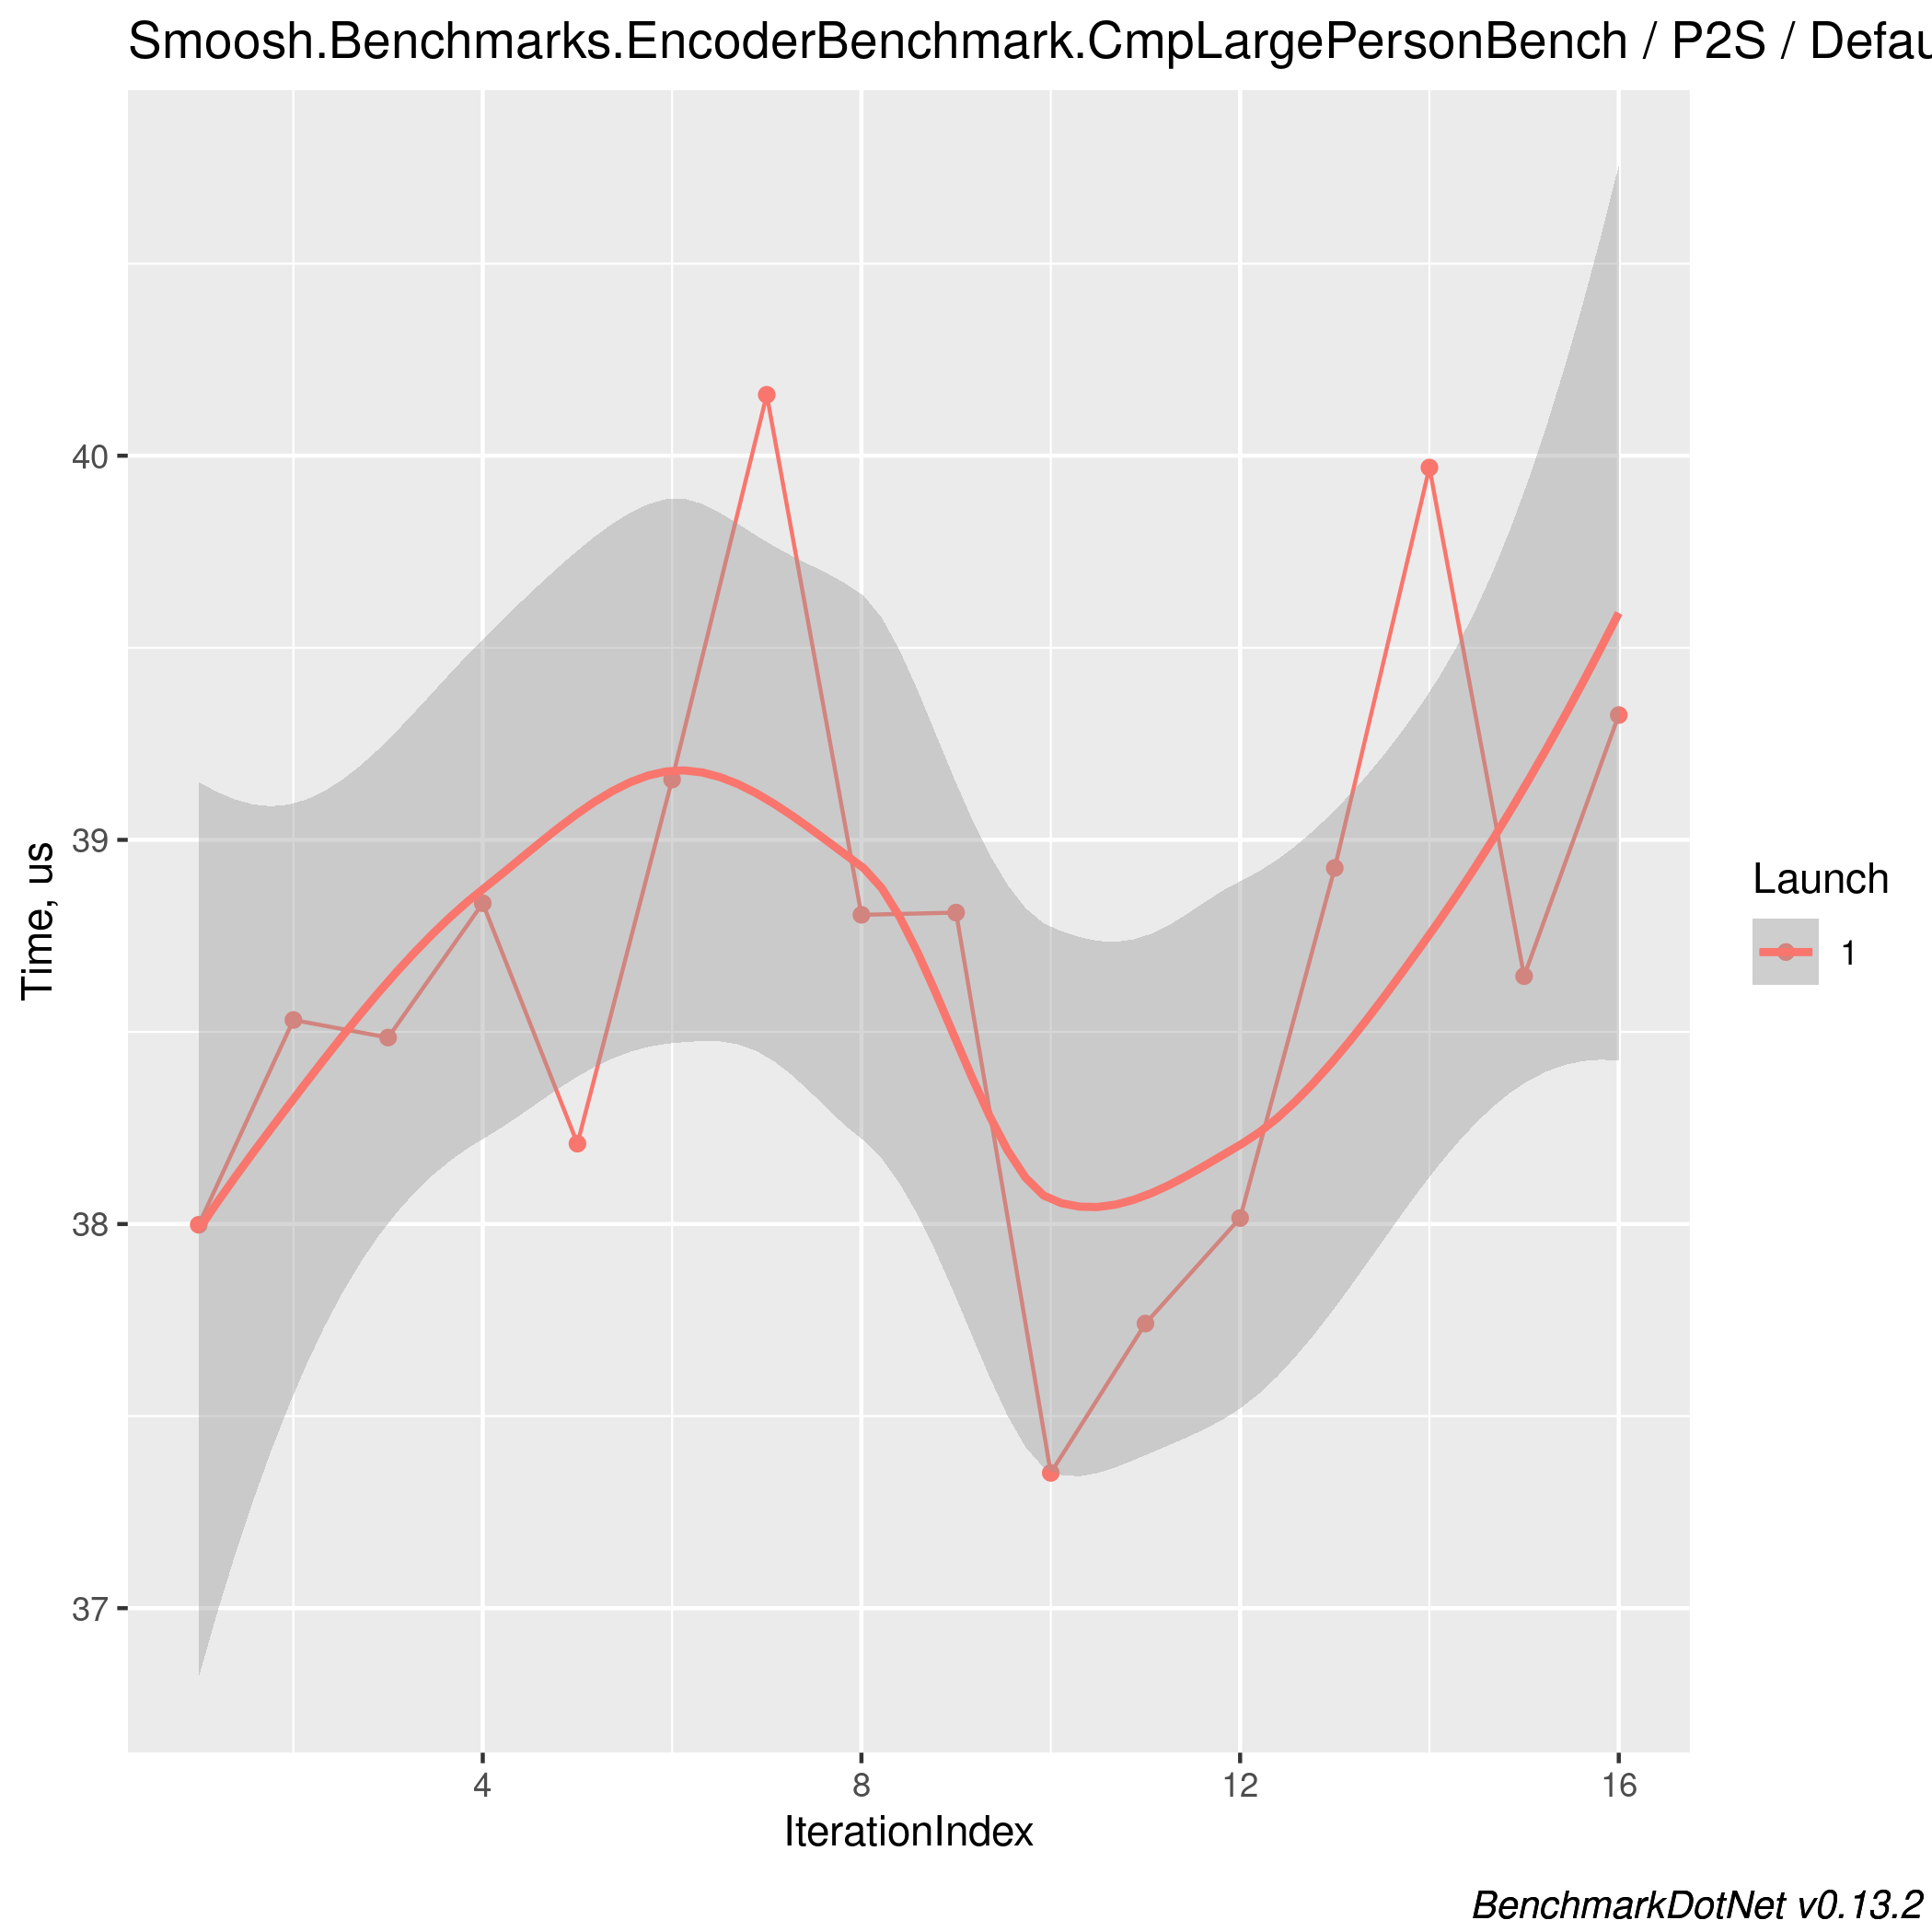 Smoosh.Benchmarks.EncoderBenchmark.CmpLargePersonBench / P2S / Defau
40
39
38
37
Time, us
4 8 12 16
IterationIndex
Launch
1
BenchmarkDotNet v0.13.2